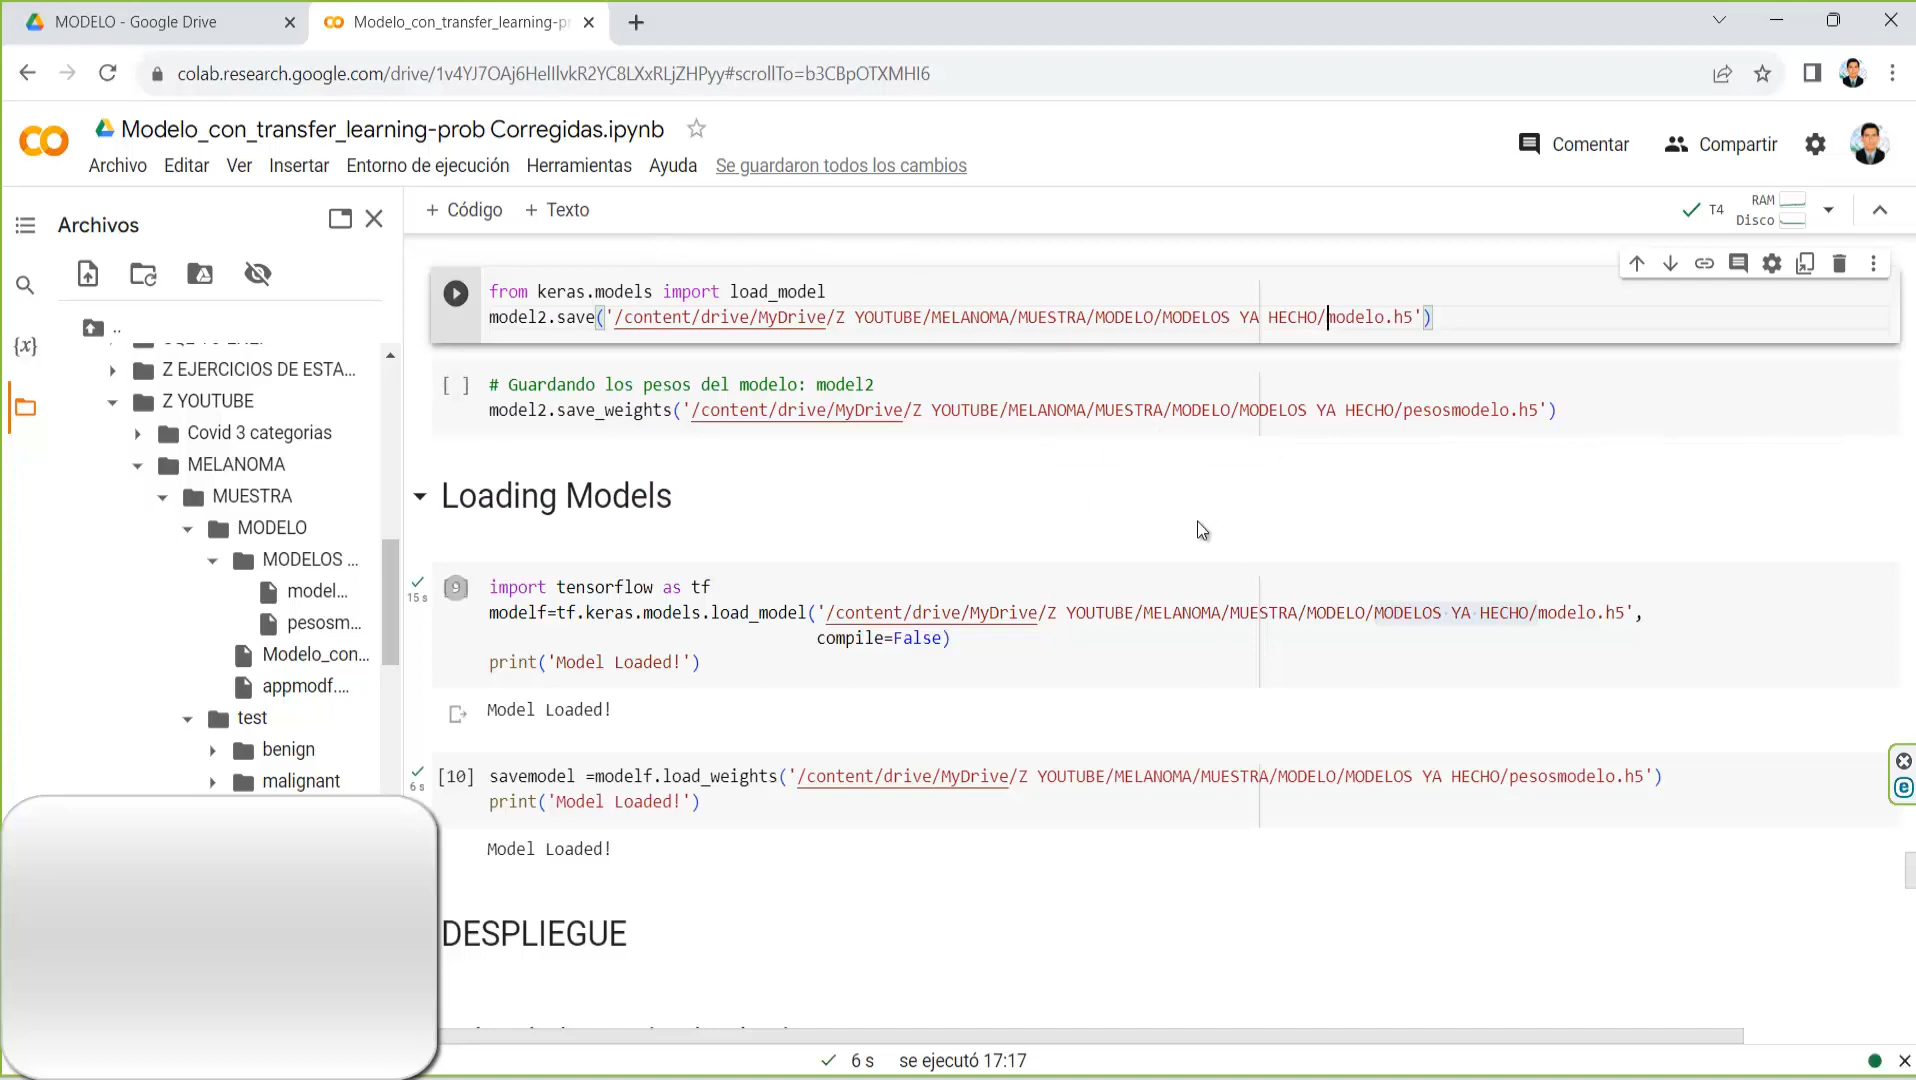 MODELO - Google Drive
Modelo_con_transfer_learning-pr
colab.research.google.com/drive/1v4YJ7OAj6HelIlvkR2YC8LXxRLjZHPyy#scrollTo=b3CBpOTXMHI6
Modelo_con_transfer_learning-prob Corregidas.ipynb
Archivo Editar Ver Insertar Entorno de ejecución Herramientas Ayuda Se guardaron todos los cambios
Comentar Compartir
Archivos
+ Código + Texto
T4 RAM Disco
..
Z EJERCICIOS DE ESTA...
Z YOUTUBE
Covid 3 categorias
MELANOMA
MUESTRA
MODELO
MODELOS ...
model...
pesosm...
Modelo_con...
appmodf....
test
benign
malignant
from keras.models import load_model
model2.save('/content/drive/MyDrive/Z YOUTUBE/MELANOMA/MUESTRA/MODELO/MODELOS YA HECHO/modelo.h5')
[ ] # Guardando los pesos del modelo: model2
model2.save_weights('/content/drive/MyDrive/Z YOUTUBE/MELANOMA/MUESTRA/MODELO/MODELOS YA HECHO/pesosmodelo.h5')
Loading Models
15 s
9
import tensorflow as tf
modelf=tf.keras.models.load_model('/content/drive/MyDrive/Z YOUTUBE/MELANOMA/MUESTRA/MODELO/MODELOS YA HECHO/modelo.h5',
compile=False)
print('Model Loaded!')
Model Loaded!
6 s
[10] savemodel =modelf.load_weights('/content/drive/MyDrive/Z YOUTUBE/MELANOMA/MUESTRA/MODELO/MODELOS YA HECHO/pesosmodelo.h5')
print('Model Loaded!')
Model Loaded!
DESPLIEGUE
6 s se ejecutó 17:17